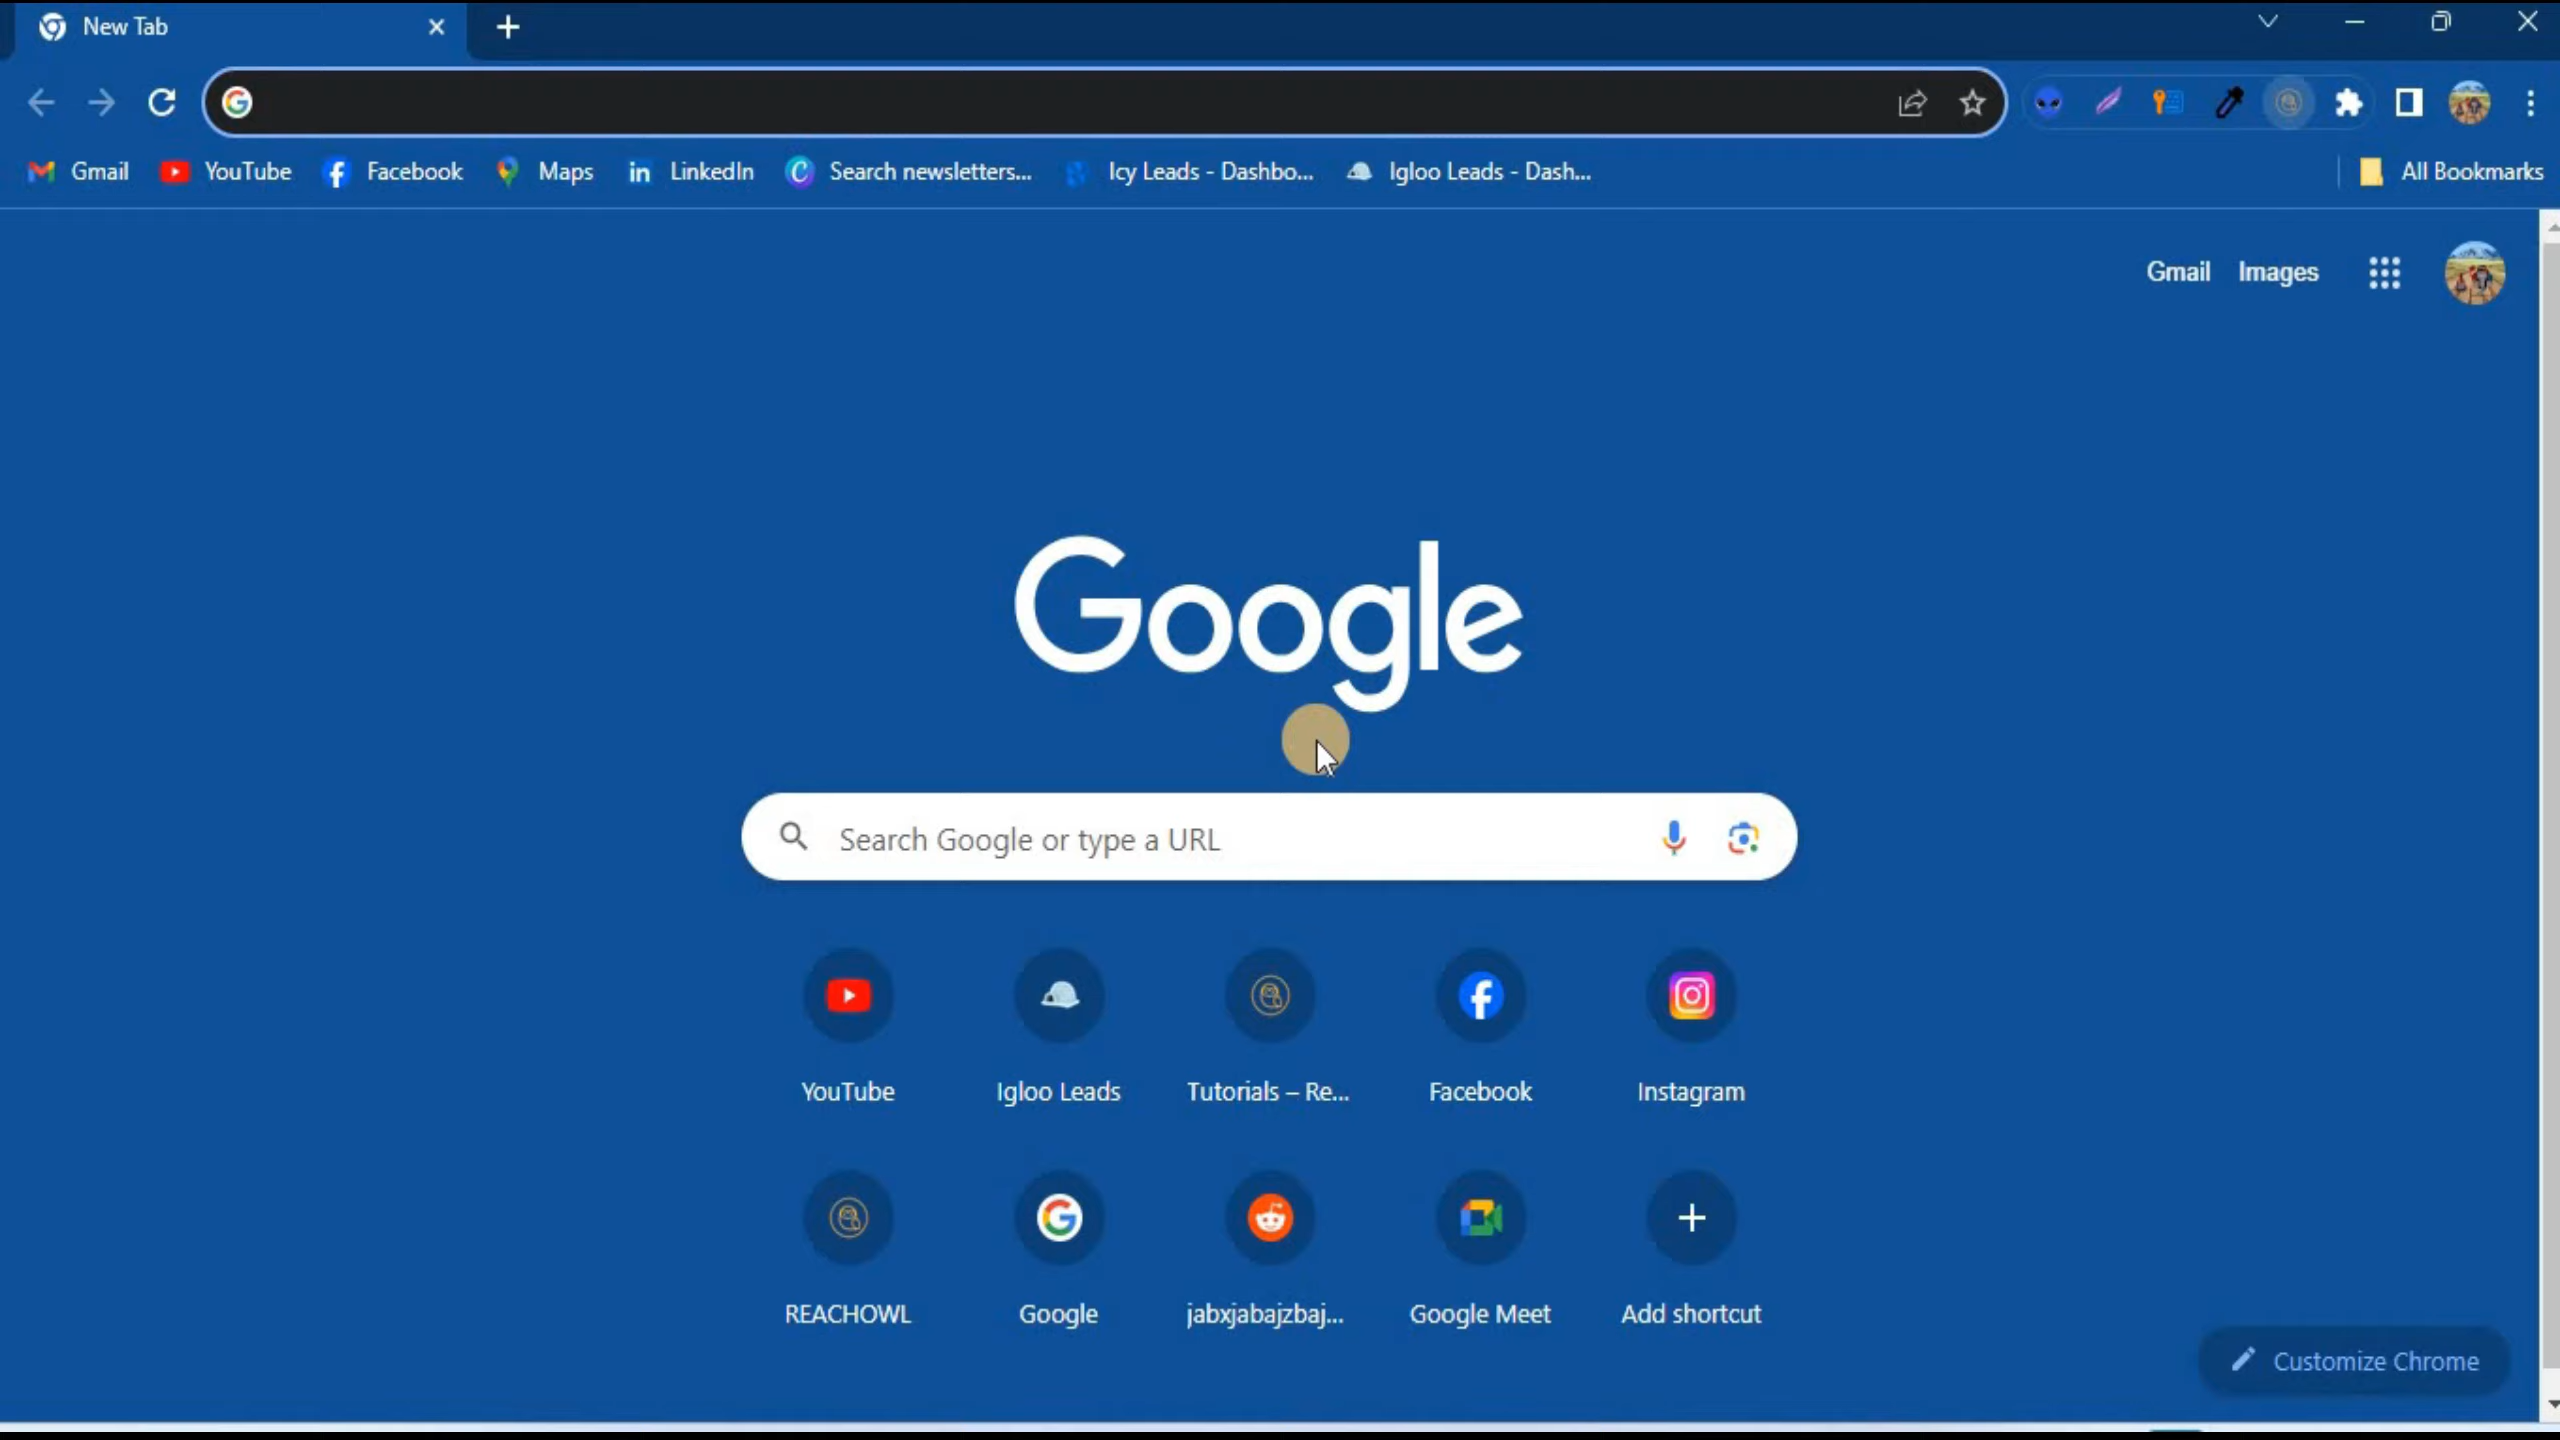 New Tab
Gmail YouTube Facebook Maps LinkedIn Search newsletters... Icy Leads - Dashbo... Igloo Leads - Dash... All Bookmarks
Gmail Images
Google
Search Google or type a URL
YouTube Igloo Leads Tutorials – Re... Facebook Instagram
REACHOWL Google jabxjabajzbaj... Google Meet Add shortcut
Customize Chrome